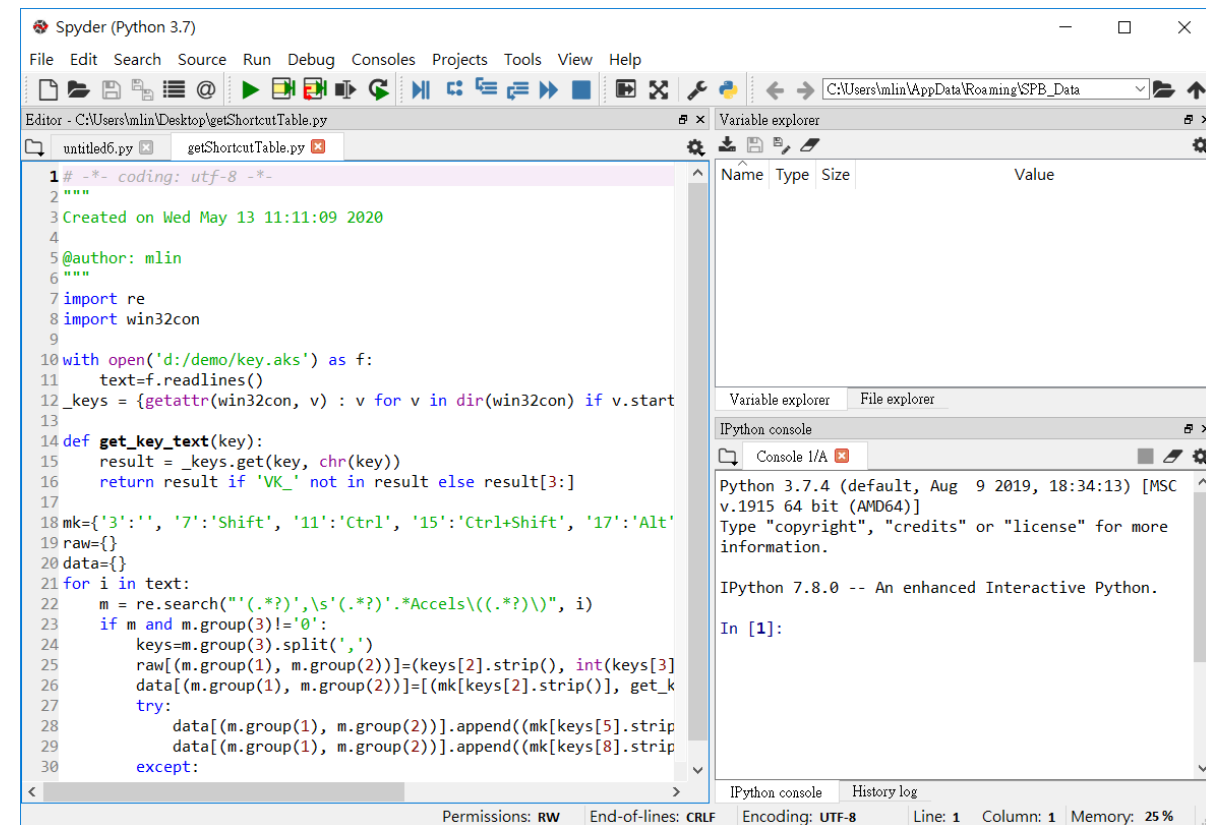 Spyder (Python 3.7)
File Edit Search Source Run Debug Consoles Projects Tools View Help
C:\Users\mlin\AppData\Roaming\SPB_Data
Editor - C:\Users\mlin\Desktop\getShortcutTable.py
untitled6.py
getShortcutTable.py
1 # -*- coding: utf-8 -*-
2 """
3 Created on Wed May 13 11:11:09 2020
4
5 @author: mlin
6 """
7 import re
8 import win32con
9
10 with open('d:/demo/key.aks') as f:
11     text=f.readlines()
12 _keys = {getattr(win32con, v) : v for v in dir(win32con) if v.start
13
14 def get_key_text(key):
15     result = _keys.get(key, chr(key))
16     return result if 'VK_' not in result else result[3:]
17
18 mk={'3':'', '7':'Shift', '11':'Ctrl', '15':'Ctrl+Shift', '17':'Alt'
19 raw={}
20 data={}
21 for i in text:
22     m = re.search("'(.*?)',\s'(.*?)'.*Accels\((.*?)\)", i)
23     if m and m.group(3)!='0':
24         keys=m.group(3).split(',')
25         raw[(m.group(1), m.group(2))]=(keys[2].strip(), int(keys[3]
26         data[(m.group(1), m.group(2))]=[(mk[keys[2].strip()], get_k
27         try:
28             data[(m.group(1), m.group(2))].append((mk[keys[5].strip
29             data[(m.group(1), m.group(2))].append((mk[keys[8].strip
30         except:
Variable explorer
Name Type Size Value
Variable explorer File explorer
IPython console
Console 1/A
Python 3.7.4 (default, Aug  9 2019, 18:34:13) [MSC
v.1915 64 bit (AMD64)]
Type "copyright", "credits" or "license" for more
information.
IPython 7.8.0 -- An enhanced Interactive Python.
In [1]:
IPython console History log
Permissions: RW End-of-lines: CRLF Encoding: UTF-8 Line: 1 Column: 1 Memory: 25 %